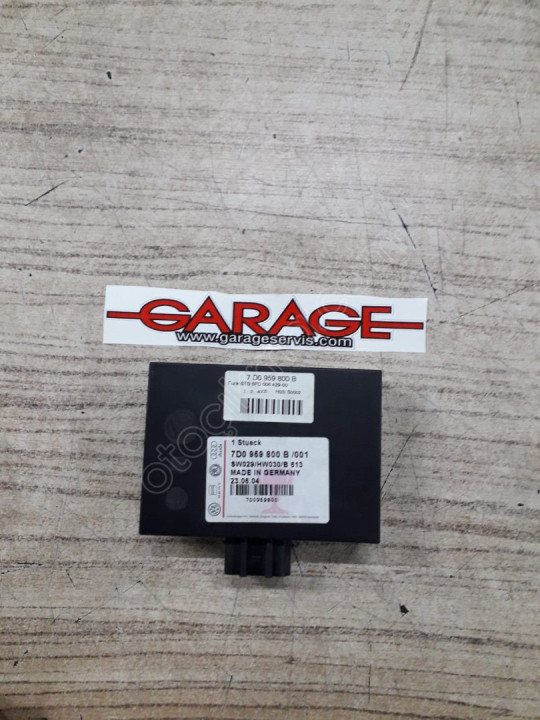 GARAGE
www.garageservis.com
7D0 959 800 B
1 Stueck
7D0 959 800 B /001
SW029/HW030/B 613
MADE IN GERMANY
23.06.04
7D0959800